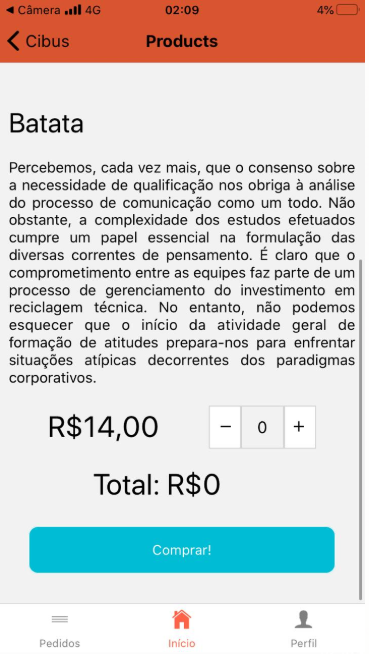 Câmera 4G 02:09 4%
Cibus Products
Batata
Percebemos, cada vez mais, que o consenso sobre
a necessidade de qualificação nos obriga à análise
do processo de comunicação como um todo. Não
obstante, a complexidade dos estudos efetuados
cumpre um papel essencial na formulação das
diversas correntes de pensamento. É claro que o
comprometimento entre as equipes faz parte de um
processo de gerenciamento do investimento em
reciclagem técnica. No entanto, não podemos
esquecer que o início da atividade geral de
formação de atitudes prepara-nos para enfrentar
situações atípicas decorrentes dos paradigmas
corporativos.
R$14,00 − 0 +
Total: R$0
Comprar!
Pedidos Início Perfil